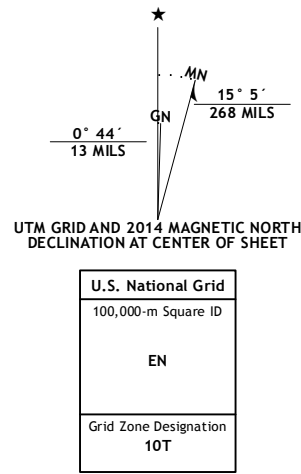 ★
MN
GN
15° 5´
268 MILS
0° 44´
13 MILS
UTM GRID AND 2014 MAGNETIC NORTH
DECLINATION AT CENTER OF SHEET
U.S. National Grid
100,000-m Square ID
EN
Grid Zone Designation
10T